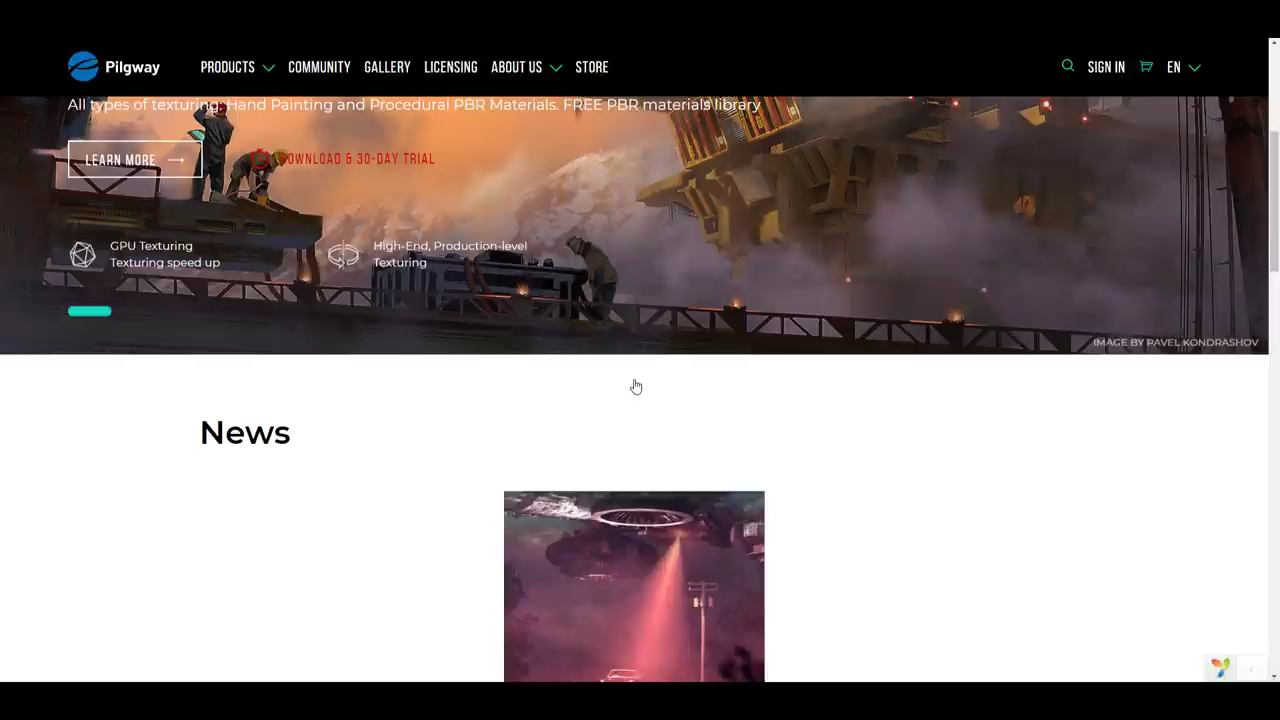 Pilgway
PRODUCTS COMMUNITY GALLERY LICENSING ABOUT US STORE SIGN IN EN
All types of texturing: Hand Painting and Procedural PBR Materials. FREE PBR materials library
LEARN MORE
DOWNLOAD & 30-DAY TRIAL
GPU Texturing
Texturing speed up
High-End, Production-level
Texturing
IMAGE BY PAVEL KONDRASHOV
News